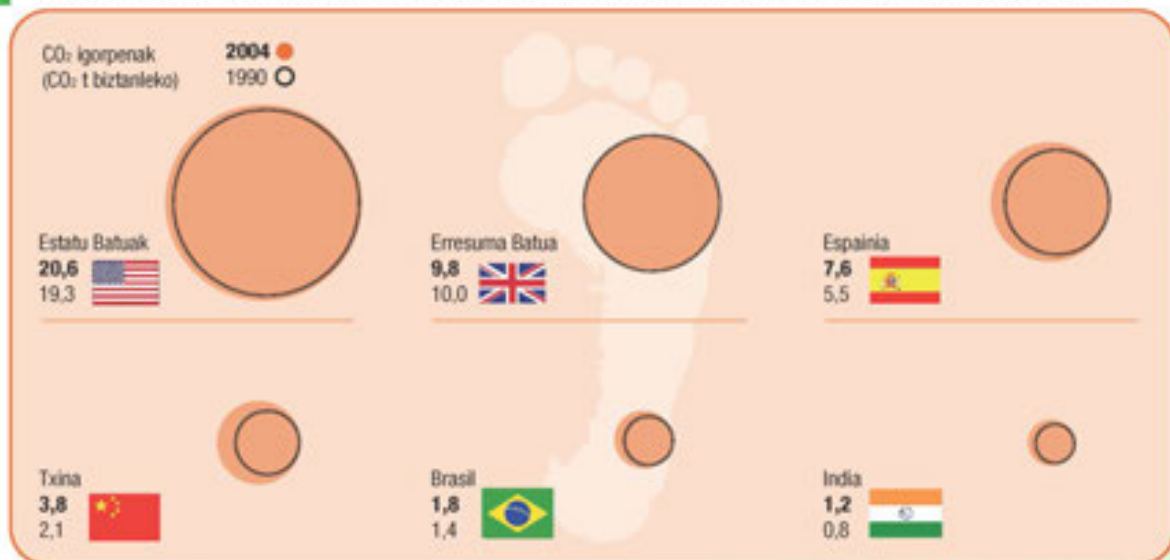 CO₂ igorpenak
(CO₂ t biztanleko)
2004
1990
Estatu Batuak
20,6
19,3
Erresuma Batua
9,8
10,0
Espainia
7,6
5,5
Txina
3,8
2,1
Brasil
1,8
1,4
India
1,2
0,8